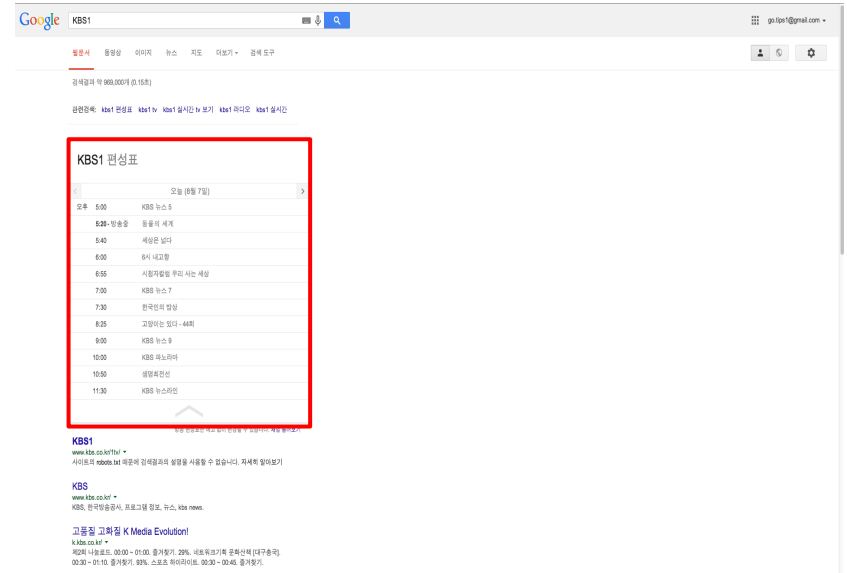 Google KBS1 go.tips1@gmail.com
웹문서 동영상 이미지 뉴스 지도 더보기 검색 도구
검색결과 약 969,000개 (0.15초)
관련검색: kbs1 편성표 kbs1 tv kbs1 실시간 tv 보기 kbs1 라디오 kbs1 실시간
KBS1 편성표
오늘 (8월 7일)
오후 5:00 KBS 뉴스 5
5:20 - 방송중 동물의 세계
5:40 세상은 넓다
6:00 6시 내고향
6:55 시청자칼럼 우리 사는 세상
7:00 KBS 뉴스 7
7:30 한국인의 밥상
8:25 고양이는 있다 - 44회
9:00 KBS 뉴스 9
10:00 KBS 파노라마
10:50 생명최전선
11:30 KBS 뉴스라인
KBS1
www.kbs.co.kr/1tv/
사이트의 robots.txt 때문에 검색결과의 설명을 사용할 수 없습니다. 자세히 알아보기
KBS
www.kbs.co.kr/
KBS, 한국방송공사, 프로그램 정보, 뉴스, kbs news.
고품질 고화질 K Media Evolution!
k.kbs.co.kr/
제2회 나눔로드. 00:00 ~ 01:00. 즐겨찾기. 29%. 네트워크기획 문화산책 [대구총국].
00:30 ~ 01:10. 즐겨찾기. 93%. 스포츠 하이라이트. 00:30 ~ 00:45. 즐겨찾기.